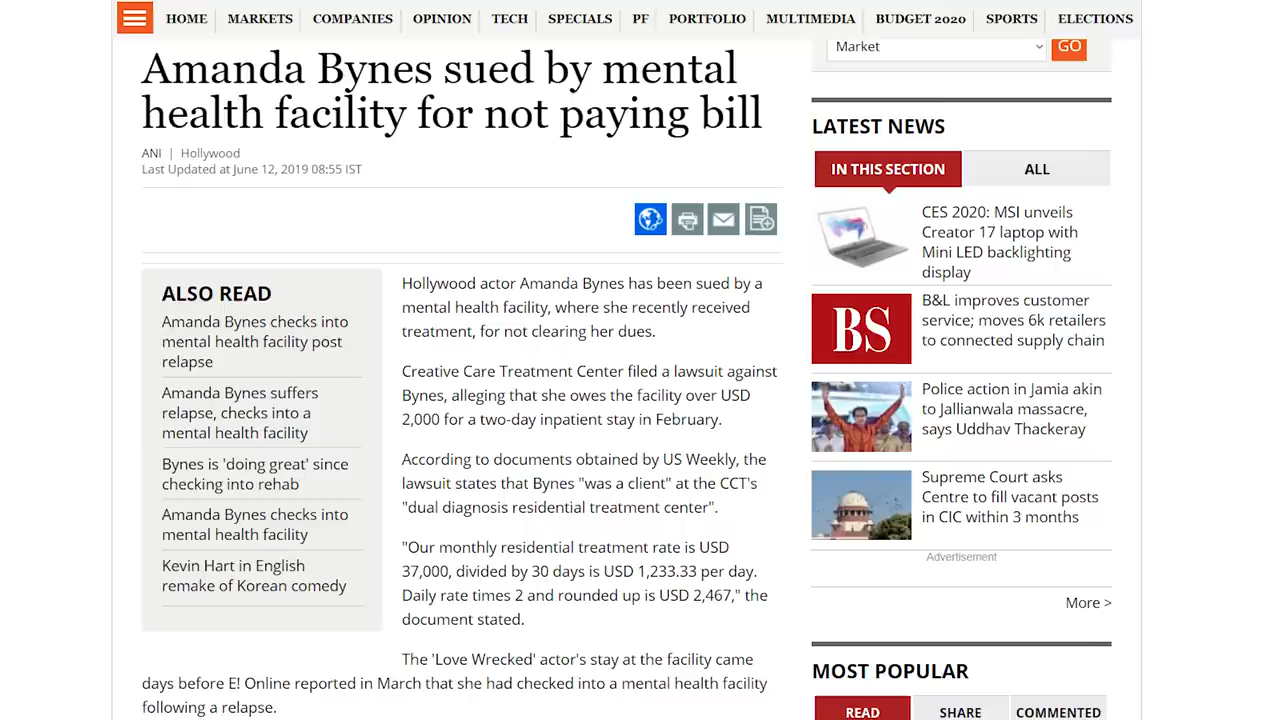 HOME MARKETS COMPANIES OPINION TECH SPECIALS PF PORTFOLIO MULTIMEDIA BUDGET 2020 SPORTS ELECTIONS
Amanda Bynes sued by mental
health facility for not paying bill
ANI | Hollywood
Last Updated at June 12, 2019 08:55 IST
ALSO READ
Amanda Bynes checks into
mental health facility post
relapse
Amanda Bynes suffers
relapse, checks into a
mental health facility
Bynes is 'doing great' since
checking into rehab
Amanda Bynes checks into
mental health facility
Kevin Hart in English
remake of Korean comedy
Hollywood actor Amanda Bynes has been sued by a
mental health facility, where she recently received
treatment, for not clearing her dues.
Creative Care Treatment Center filed a lawsuit against
Bynes, alleging that she owes the facility over USD
2,000 for a two-day inpatient stay in February.
According to documents obtained by US Weekly, the
lawsuit states that Bynes "was a client" at the CCT's
"dual diagnosis residential treatment center".
"Our monthly residential treatment rate is USD
37,000, divided by 30 days is USD 1,233.33 per day.
Daily rate times 2 and rounded up is USD 2,467," the
document stated.
The 'Love Wrecked' actor's stay at the facility came
days before E! Online reported in March that she had checked into a mental health facility
following a relapse.
Market
GO
LATEST NEWS
IN THIS SECTION ALL
CES 2020: MSI unveils
Creator 17 laptop with
Mini LED backlighting
display
BS
B&L improves customer
service; moves 6k retailers
to connected supply chain
Police action in Jamia akin
to Jallianwala massacre,
says Uddhav Thackeray
Supreme Court asks
Centre to fill vacant posts
in CIC within 3 months
Advertisement
More >
MOST POPULAR
READ SHARE COMMENTED